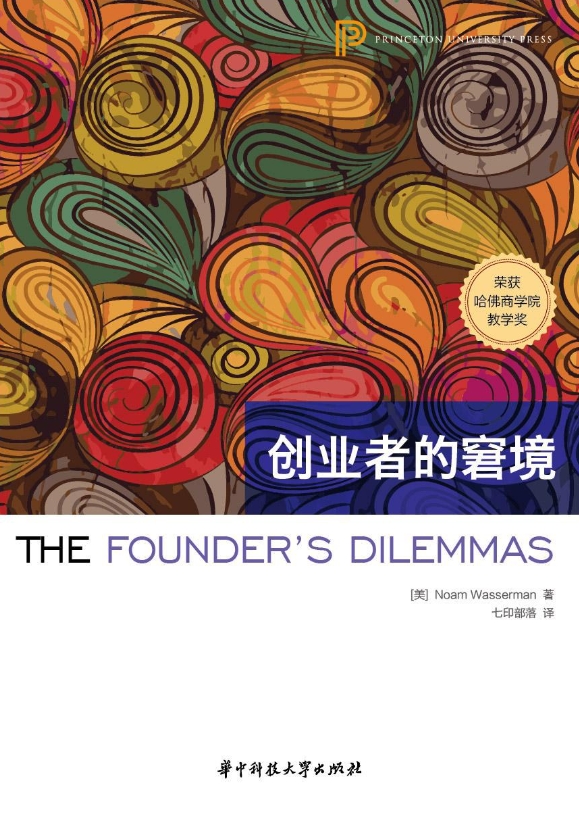 PRINCETON UNIVERSITY PRESS
荣获
哈佛商学院
教学奖
创业者的窘境
THE FOUNDER'S DILEMMAS
[美] Noam Wasserman 著
七印部落 译
华中科技大学出版社